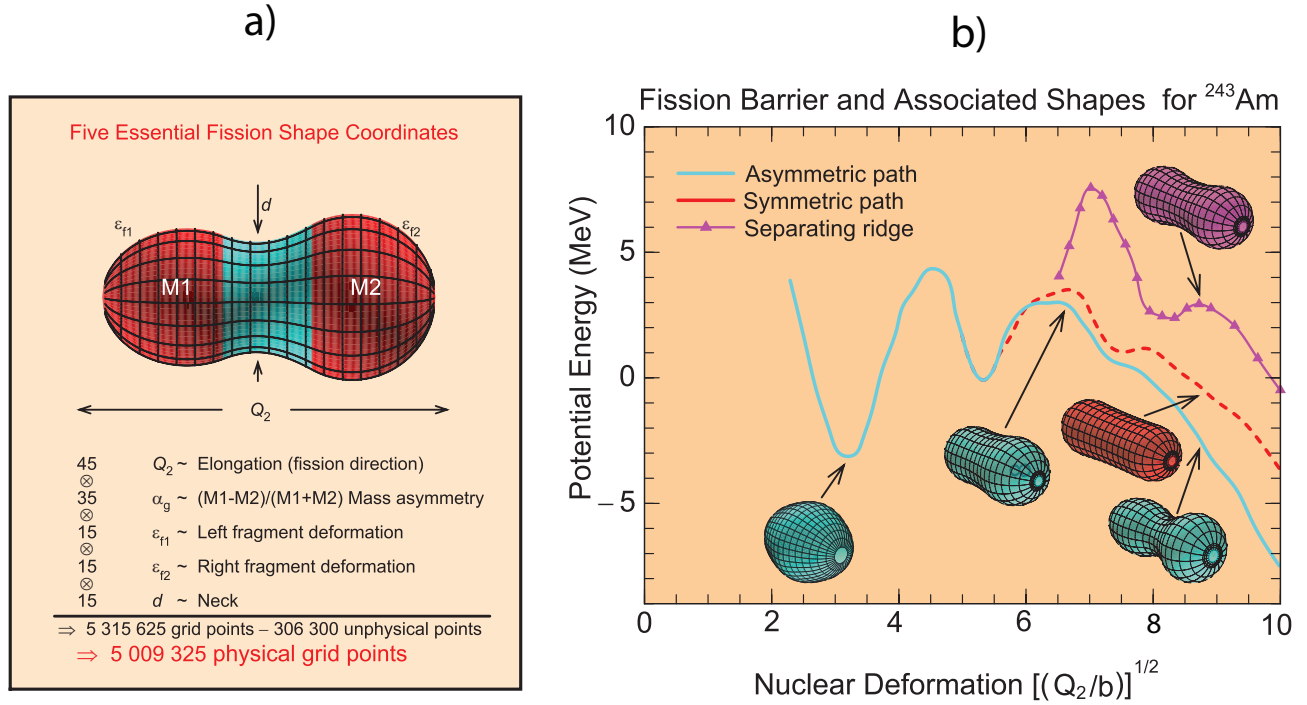 a)
Five Essential Fission Shape Coordinates
d
εf1
εf2
M1
M2
Q2
45 Q2 ~ Elongation (fission direction)
⊗
35 αg ~ (M1-M2)/(M1+M2) Mass asymmetry
⊗
15 εf1 ~ Left fragment deformation
⊗
15 εf2 ~ Right fragment deformation
⊗
15 d ~ Neck
⇒ 5 315 625 grid points – 306 300 unphysical points
⇒ 5 009 325 physical grid points
b)
Fission Barrier and Associated Shapes for 243Am
Asymmetric path
Symmetric path
Separating ridge
Potential Energy (MeV)
10
5
0
−5
0 2 4 6 8 10
Nuclear Deformation [(Q2/b)]1/2